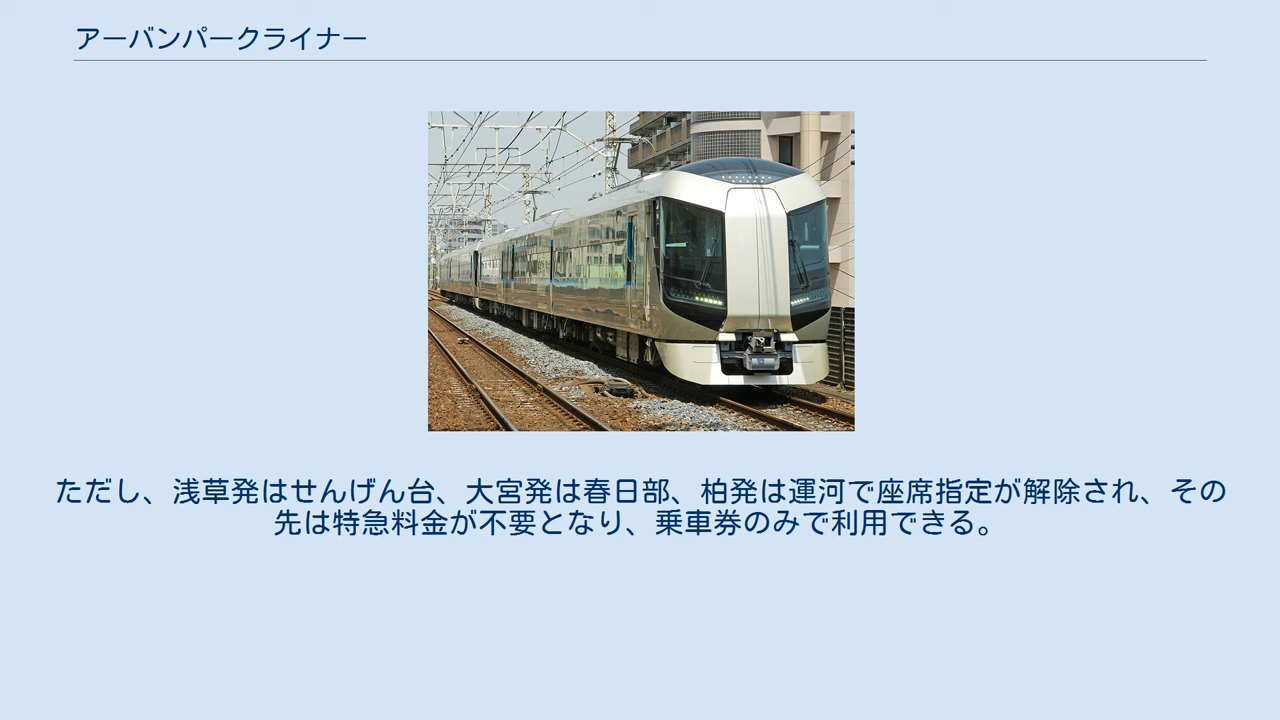 アーバンパークライナー
ただし、浅草発はせんげん台、大宮発は春日部、柏発は運河で座席指定が解除され、その
先は特急料金が不要となり、乗車券のみで利用できる。